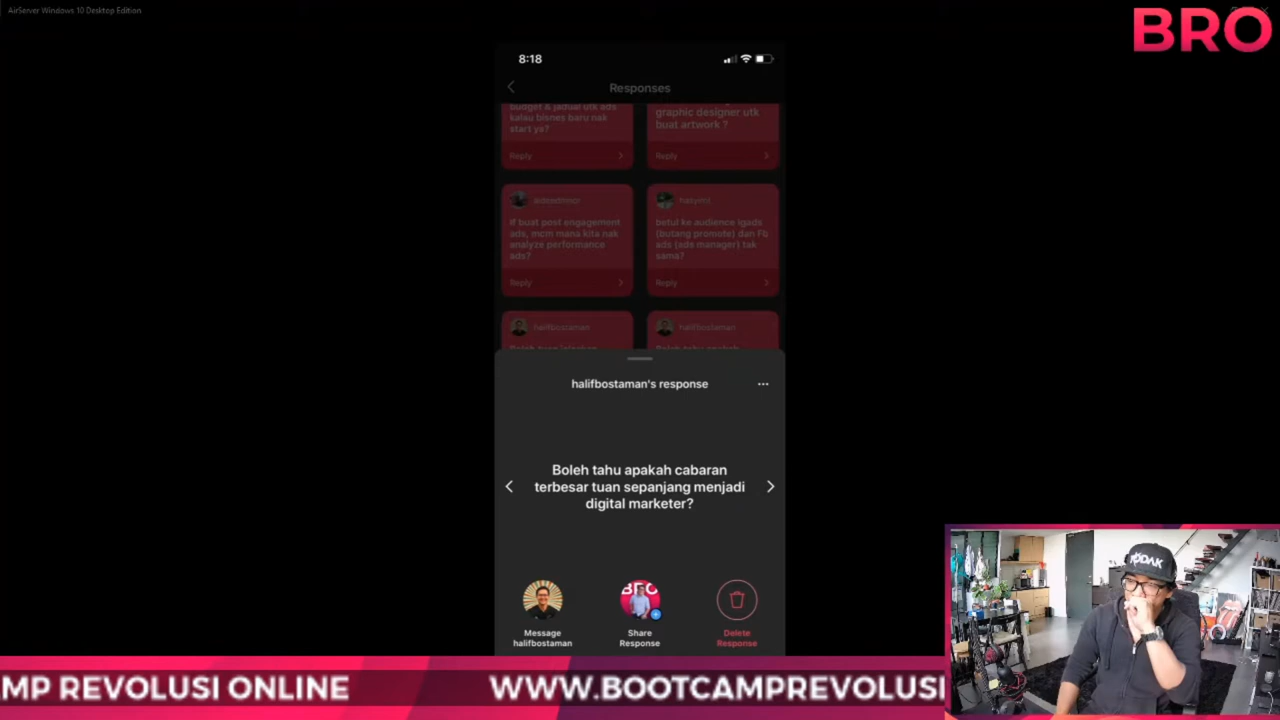 AirServer Windows 10 Desktop Edition
BRO
8:18
Responses
budget & jadual utk ads
kalau bisnes baru nak
start ya?
Reply
graphic designer utk
buat artwork ?
Reply
If buat post engagement
ads, mcm mana kita nak
analyze performance
ads?
Reply
hasyimi
betul ke audience igads
(butang promote) dan Fb
ads (ads manager) tak
sama?
Reply
halifbostaman
halifbostaman
halifbostaman's response
Boleh tahu apakah cabaran
terbesar tuan sepanjang menjadi
digital marketer?
Message
halifbostaman
Share
Response
Delete
Response
MP REVOLUSI ONLINE
WWW.BOOTCAMPREVOLUSI
KODAK